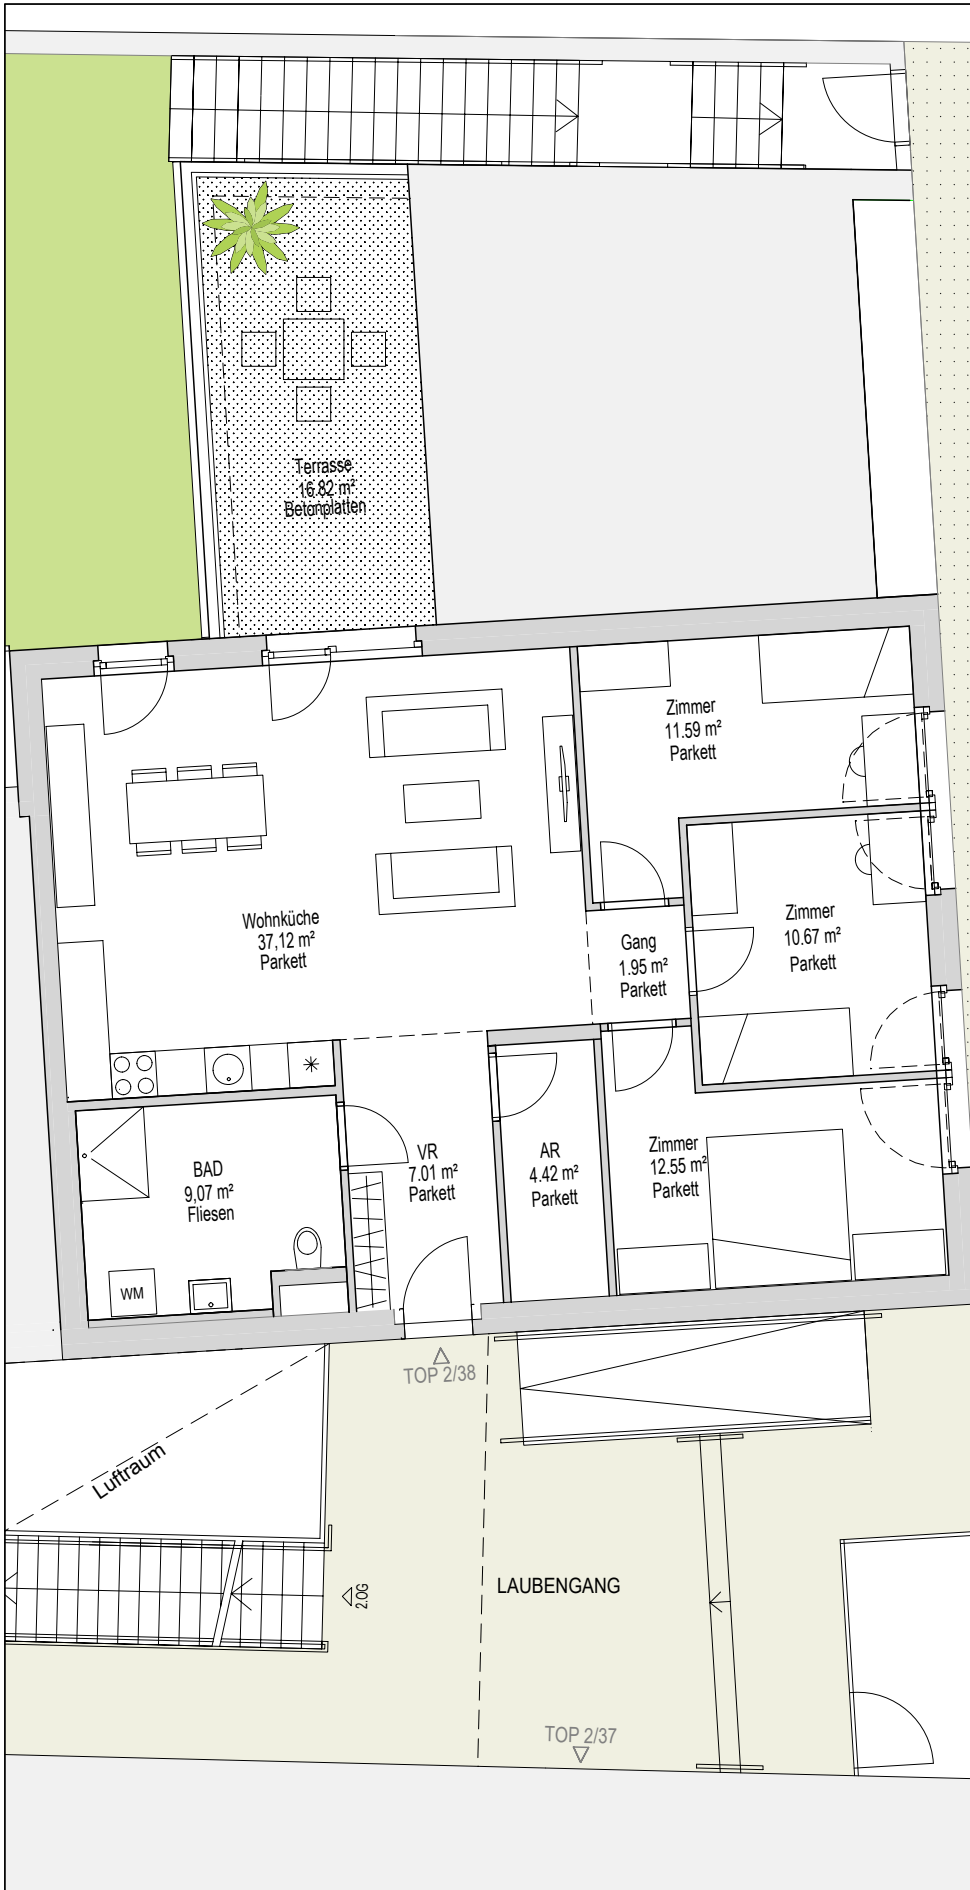 Terrasse
16.82 m²
Betonplatten
Zimmer
11.59 m²
Parkett
Wohnküche
37,12 m²
Parkett
Zimmer
10.67 m²
Parkett
Gang
1.95 m²
Parkett
BAD
9,07 m²
Fliesen
WM
VR
7.01 m²
Parkett
AR
4.42 m²
Parkett
Zimmer
12.55 m²
Parkett
TOP 2/38
Luftraum
2.OG
LAUBENGANG
TOP 2/37